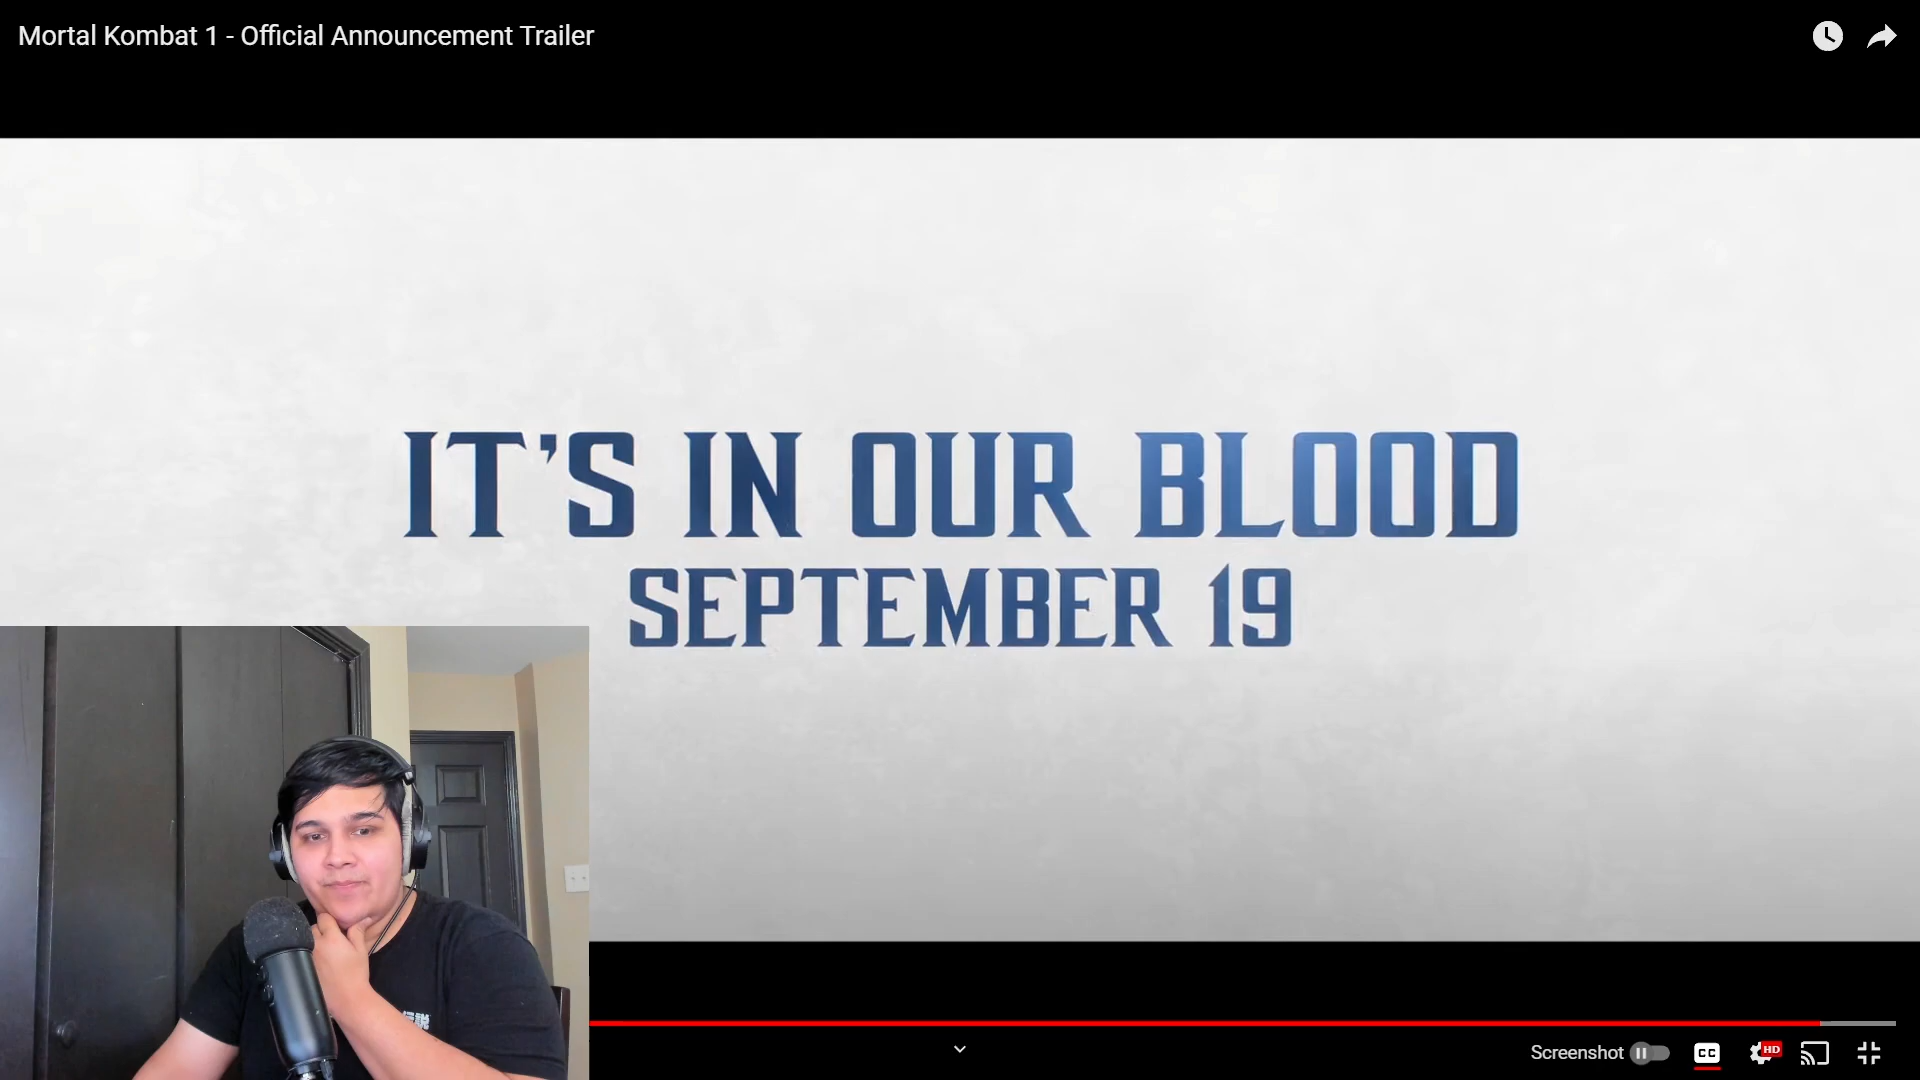 Mortal Kombat 1 - Official Announcement Trailer
IT'S IN OUR BLOOD
SEPTEMBER 19
Screenshot
CC
HD